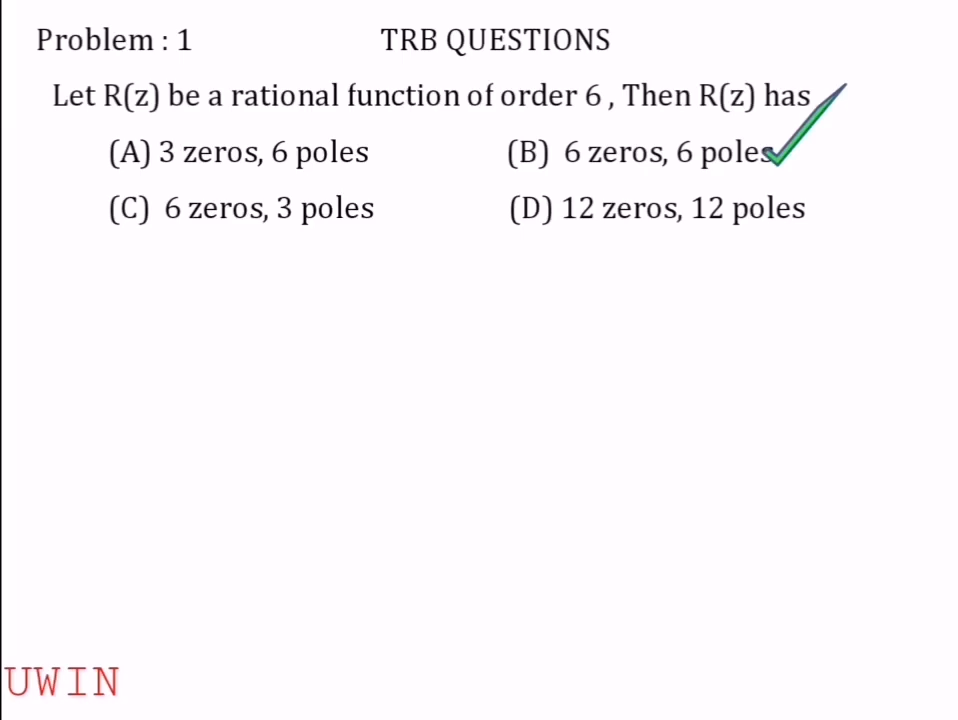 Problem : 1 TRB QUESTIONS
Let R(z) be a rational function of order 6 , Then R(z) has
(A) 3 zeros, 6 poles (B) 6 zeros, 6 poles
(C) 6 zeros, 3 poles (D) 12 zeros, 12 poles
UWIN